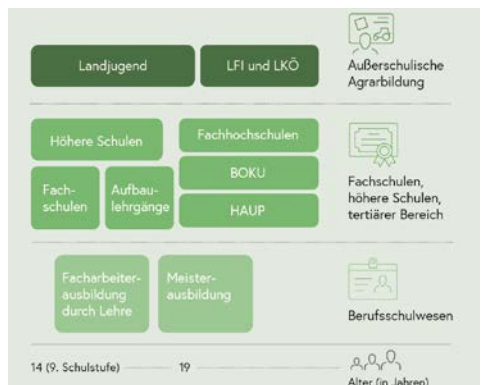 Landjugend
LFI und LKÖ
Außerschulische
Agrarbildung
Höhere Schulen
Fachhochschulen
Fach-
schulen
Aufbau-
lehrgänge
BOKU
HAUP
Fachschulen,
höhere Schulen,
tertiärer Bereich
Facharbeiter-
ausbildung
durch Lehre
Meister-
ausbildung
Berufsschulwesen
14 (9. Schulstufe)
19
Alter (in Jahren)